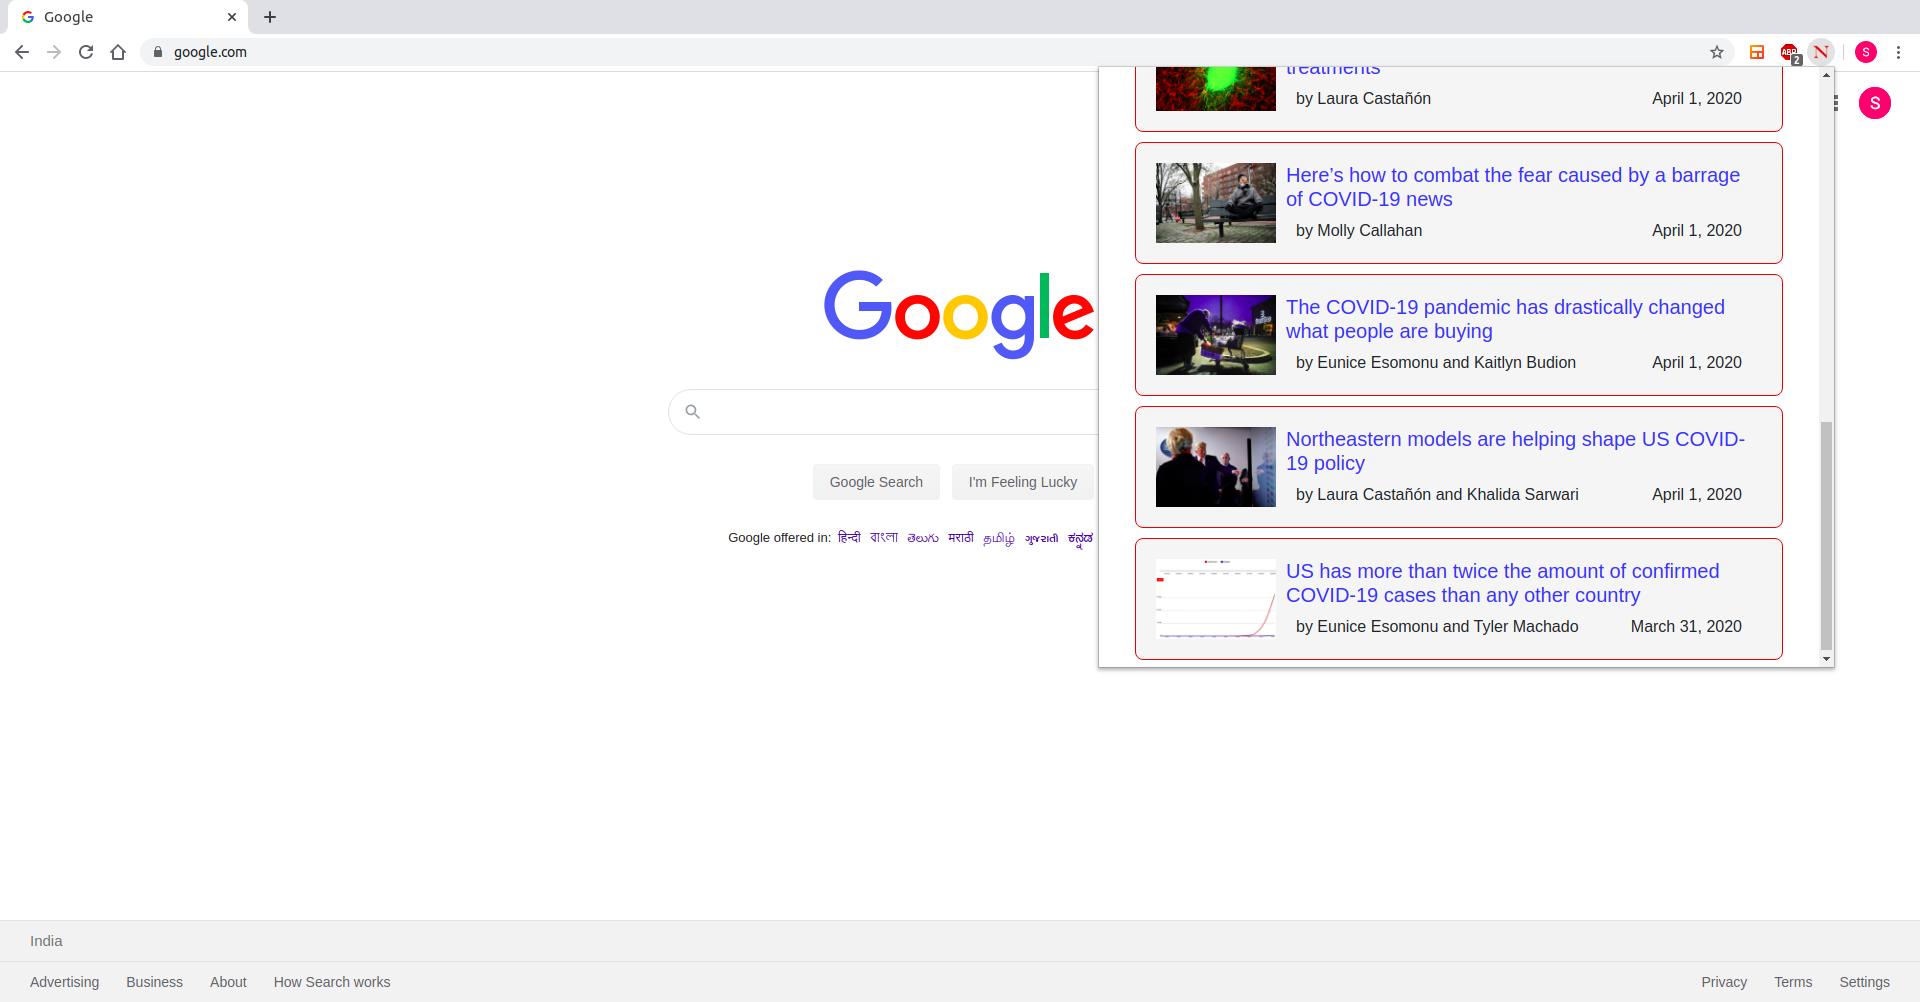 Google
google.com
ABP
2
N
S
treatments
by Laura Castañón April 1, 2020
S
Here’s how to combat the fear caused by a barrage
of COVID-19 news
by Molly Callahan April 1, 2020
The COVID-19 pandemic has drastically changed
what people are buying
by Eunice Esomonu and Kaitlyn Budion April 1, 2020
Northeastern models are helping shape US COVID-
19 policy
by Laura Castañón and Khalida Sarwari April 1, 2020
US has more than twice the amount of confirmed
COVID-19 cases than any other country
by Eunice Esomonu and Tyler Machado March 31, 2020
Google
Google Search I'm Feeling Lucky
Google offered in: हिन्दी বাংলা తెలుగు मराठी தமிழ் ગુજરાતી ಕನ್ನಡ
India
Advertising Business About How Search works
Privacy Terms Settings